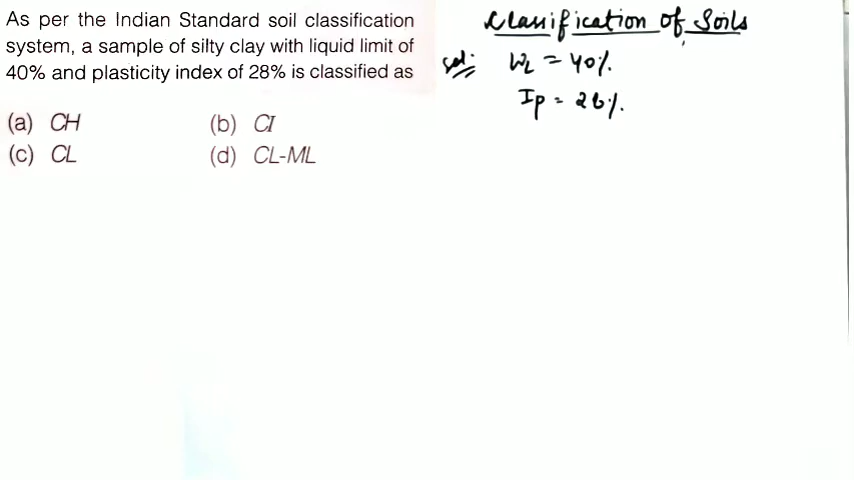 As per the Indian Standard soil classification
system, a sample of silty clay with liquid limit of
40% and plasticity index of 28% is classified as
(a) CH (b) CI
(c) CL (d) CL-ML
Classification of Soils
Sol: WL = 40%.
Ip = 28%.